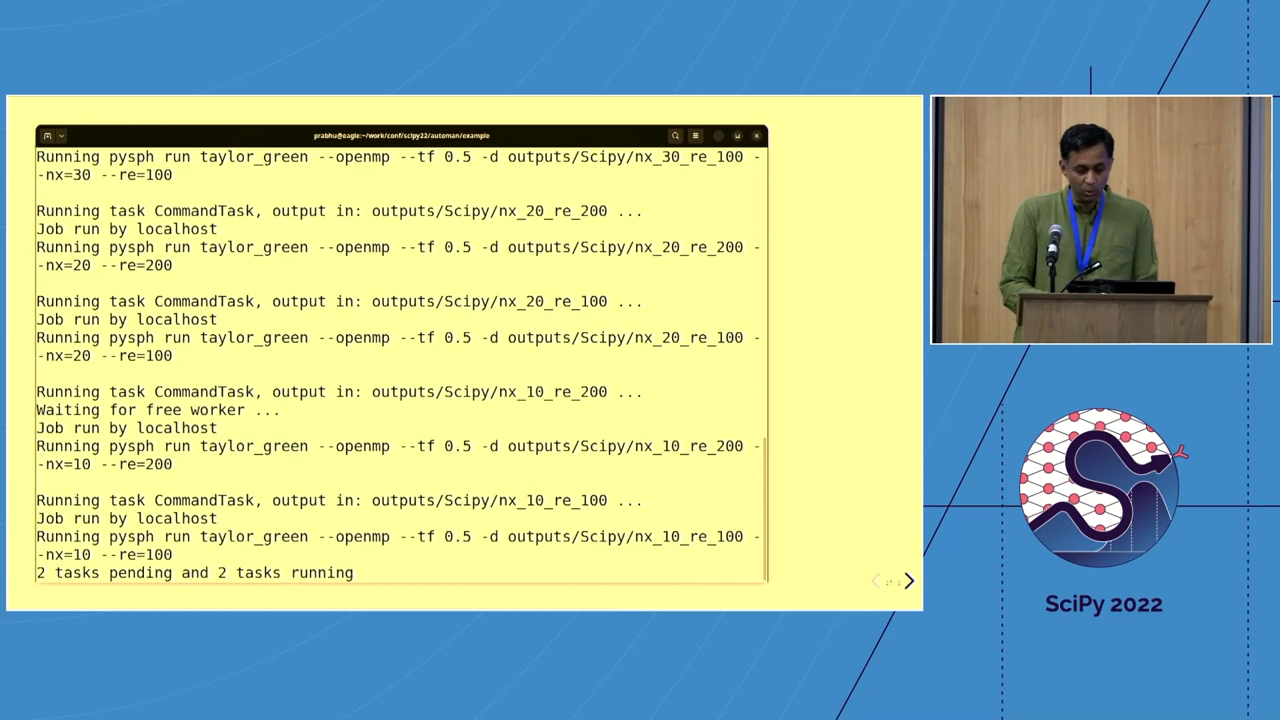 prabhu@eagle:~/work/conf/scipy22/automan/example
Running pysph run taylor_green --openmp --tf 0.5 -d outputs/Scipy/nx_30_re_100 -
-nx=30 --re=100
Running task CommandTask, output in: outputs/Scipy/nx_20_re_200 ...
Job run by localhost
Running pysph run taylor_green --openmp --tf 0.5 -d outputs/Scipy/nx_20_re_200 -
-nx=20 --re=200
Running task CommandTask, output in: outputs/Scipy/nx_20_re_100 ...
Job run by localhost
Running pysph run taylor_green --openmp --tf 0.5 -d outputs/Scipy/nx_20_re_100 -
-nx=20 --re=100
Running task CommandTask, output in: outputs/Scipy/nx_10_re_200 ...
Waiting for free worker ...
Job run by localhost
Running pysph run taylor_green --openmp --tf 0.5 -d outputs/Scipy/nx_10_re_200 -
-nx=10 --re=200
Running task CommandTask, output in: outputs/Scipy/nx_10_re_100 ...
Job run by localhost
Running pysph run taylor_green --openmp --tf 0.5 -d outputs/Scipy/nx_10_re_100 -
-nx=10 --re=100
2 tasks pending and 2 tasks running
SciPy 2022